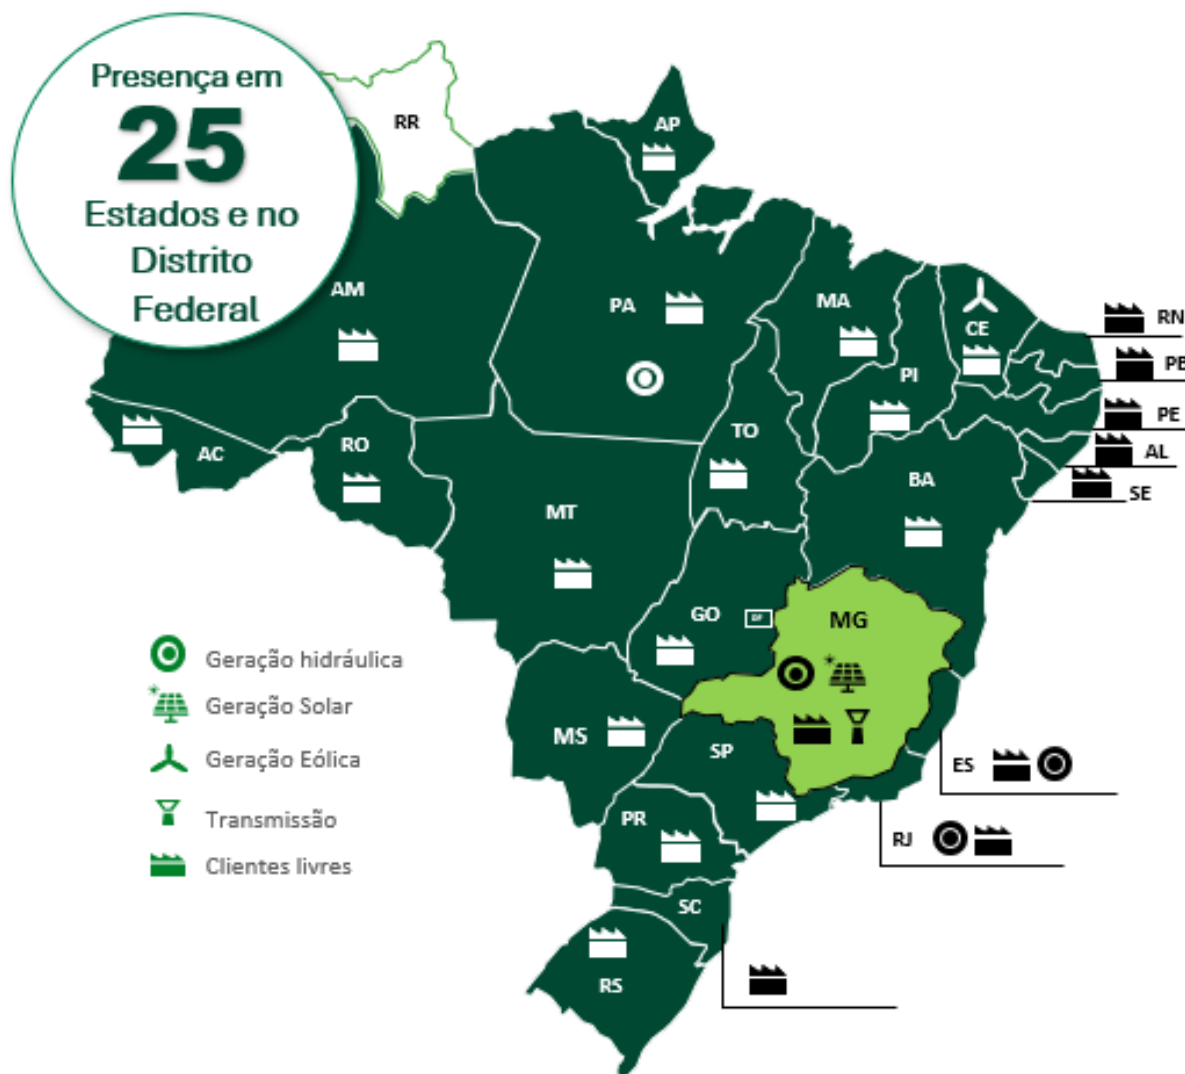 Presença em
25
Estados e no
Distrito
Federal
RR
AP
AM
PA
MA
CE
RN
PB
PI
PE
AL
SE
TO
BA
AC
RO
MT
GO
DF
MG
MS
SP
ES
RJ
PR
SC
RS
Geração hidráulica
Geração Solar
Geração Eólica
Transmissão
Clientes livres